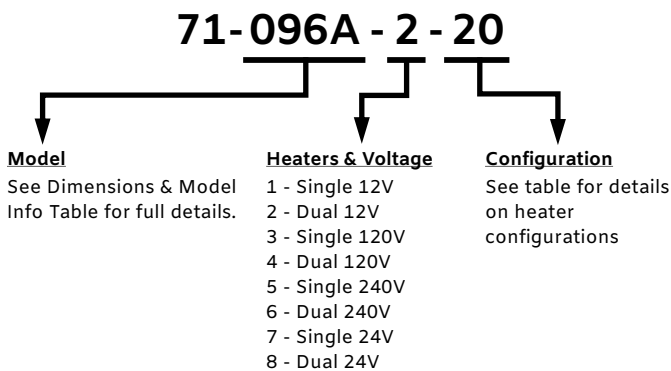 71-096A - 2 - 20
Model
See Dimensions & Model
Info Table for full details.
Heaters & Voltage
1 - Single 12V
2 - Dual 12V
3 - Single 120V
4 - Dual 120V
5 - Single 240V
6 - Dual 240V
7 - Single 24V
8 - Dual 24V
Configuration
See table for details
on heater
configurations